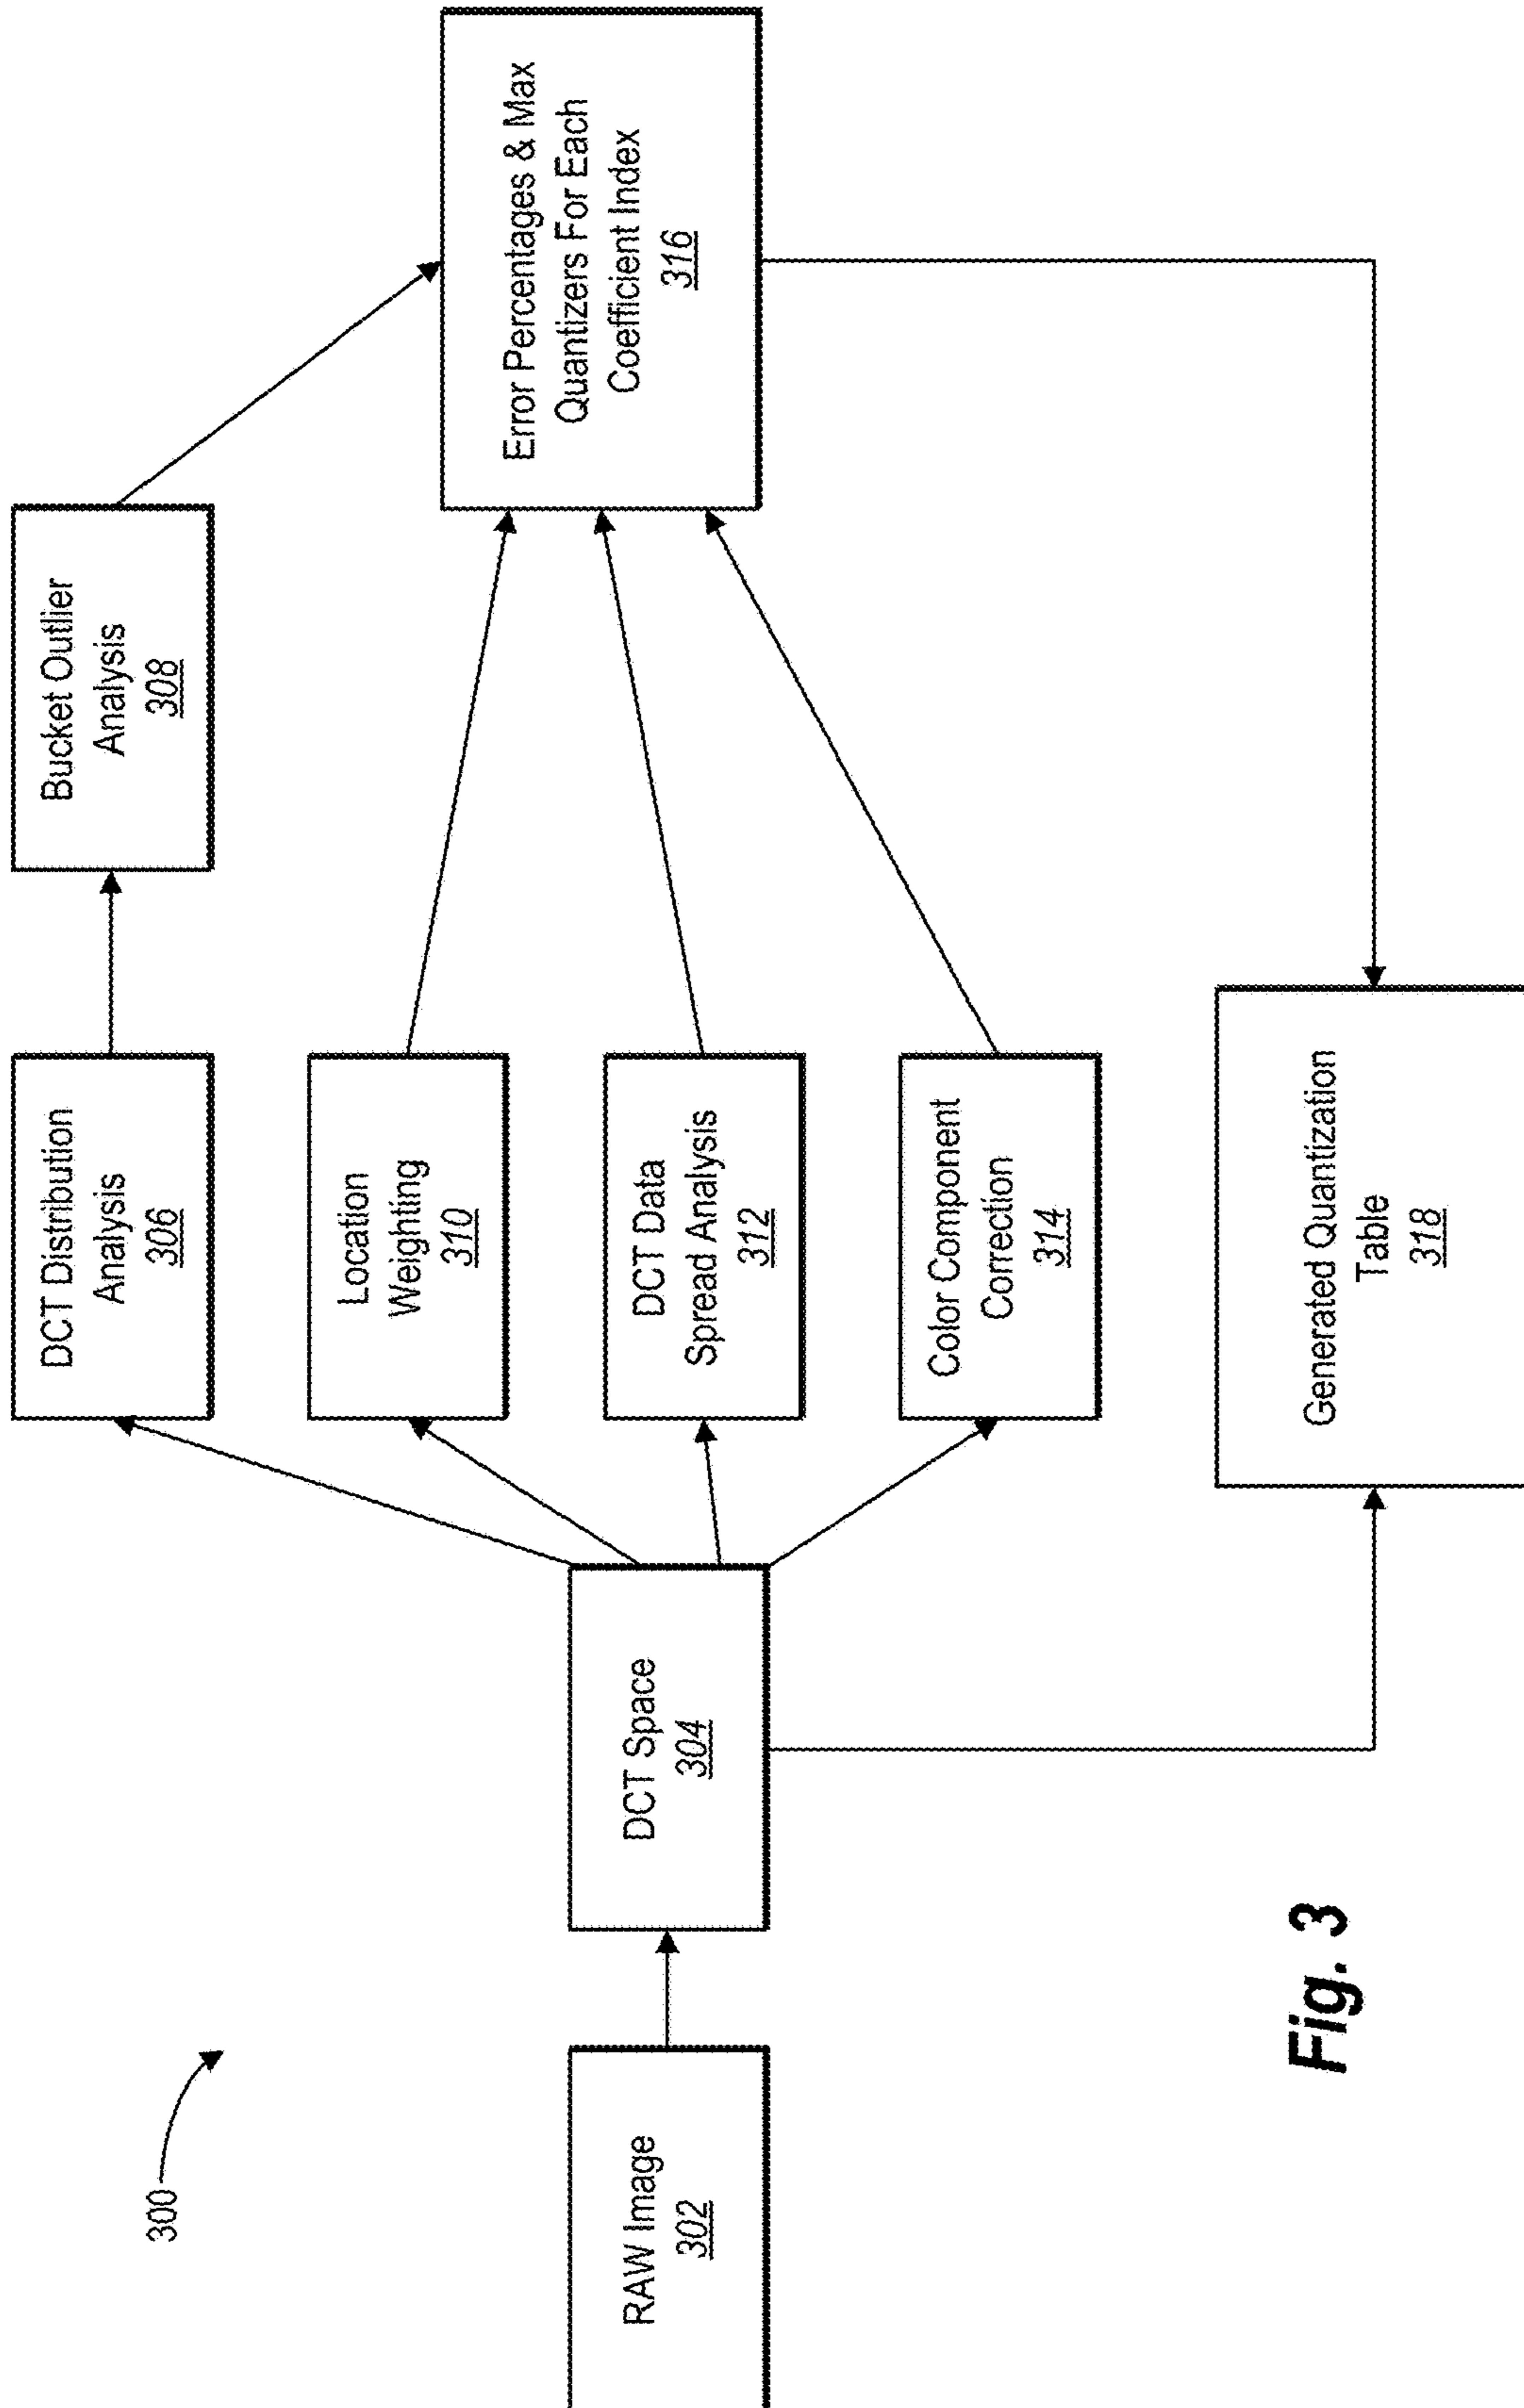 300
RAW Image
302
DCT Space
304
DCT Distribution
Analysis
306
Bucket Outlier
Analysis
308
Location
Weighting
310
DCT Data
Spread Analysis
312
Color Component
Correction
314
Error Percentages & Max
Quantizers For Each
Coefficient Index
316
Generated Quantization
Table
318
Fig. 3